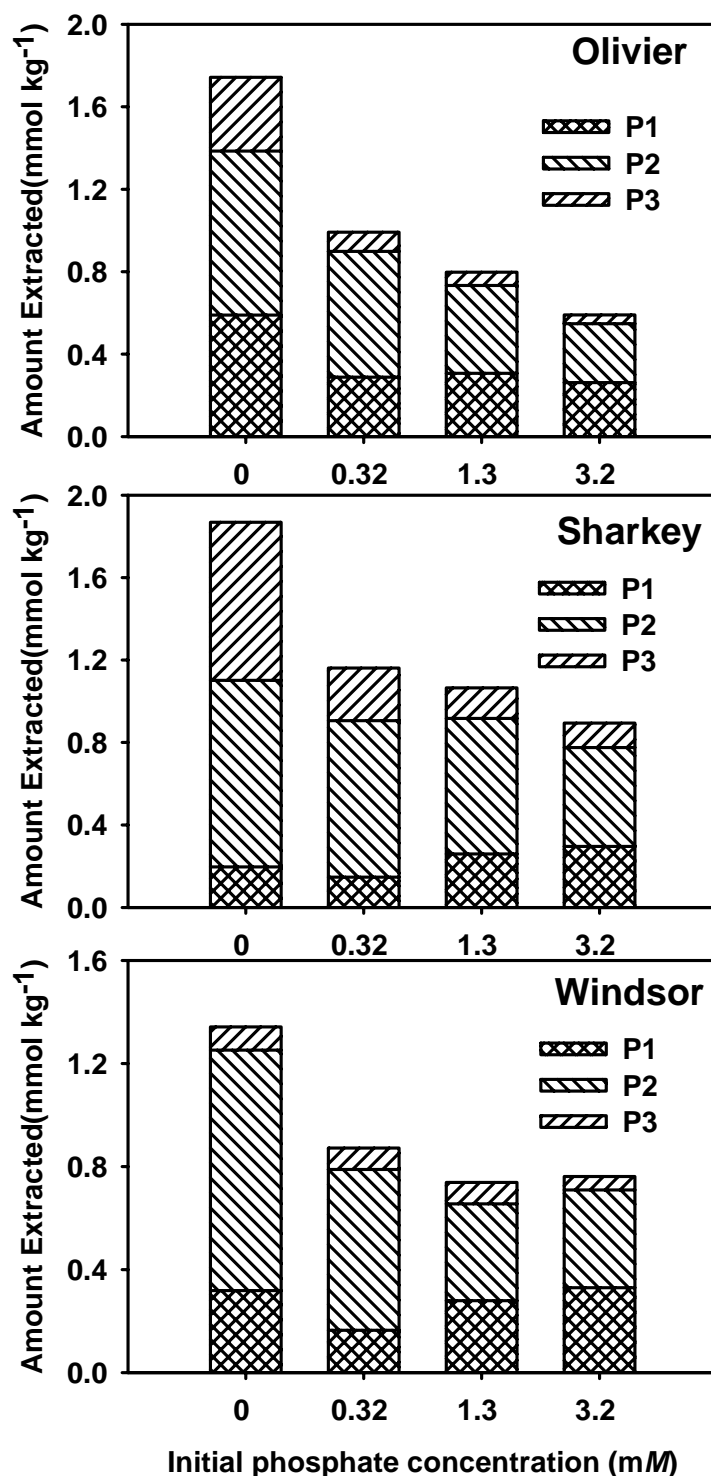 Olivier
P1
P2
P3
Amount Extracted(mmol kg-1)
2.0
1.6
1.2
0.8
0.4
0.0
0 0.32 1.3 3.2
Sharkey
P1
P2
P3
Amount Extracted(mmol kg-1)
2.0
1.6
1.2
0.8
0.4
0.0
0 0.32 1.3 3.2
Windsor
P1
P2
P3
Amount Extracted(mmol kg-1)
1.6
1.2
0.8
0.4
0.0
0 0.32 1.3 3.2
Initial phosphate concentration (mM)